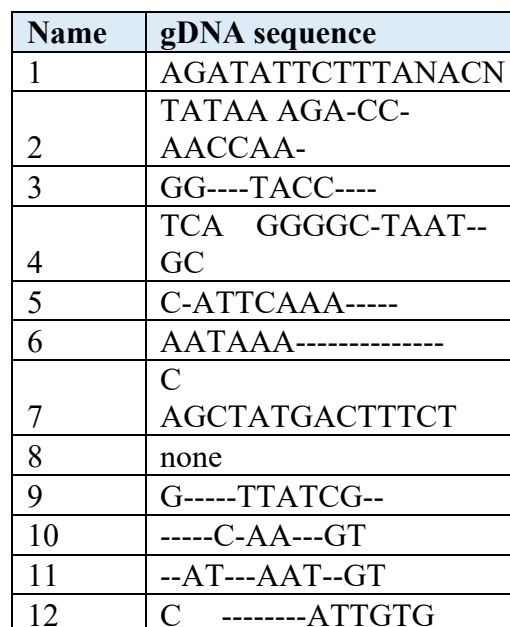 Name gDNA sequence
1 AGATATTCTTTANACN
TATAA AGA-CC-
2 AACCAA-
3 GG----TACC----
TCA GGGGC-TAAT--
4 GC
5 C-ATTCAAA-----
6 AATAAA--------------
C
7 AGCTATGACTTTCT
8 none
9 G-----TTATCG--
10 -----C-AA---GT
11 --AT---AAT--GT
12 C --------ATTGTG